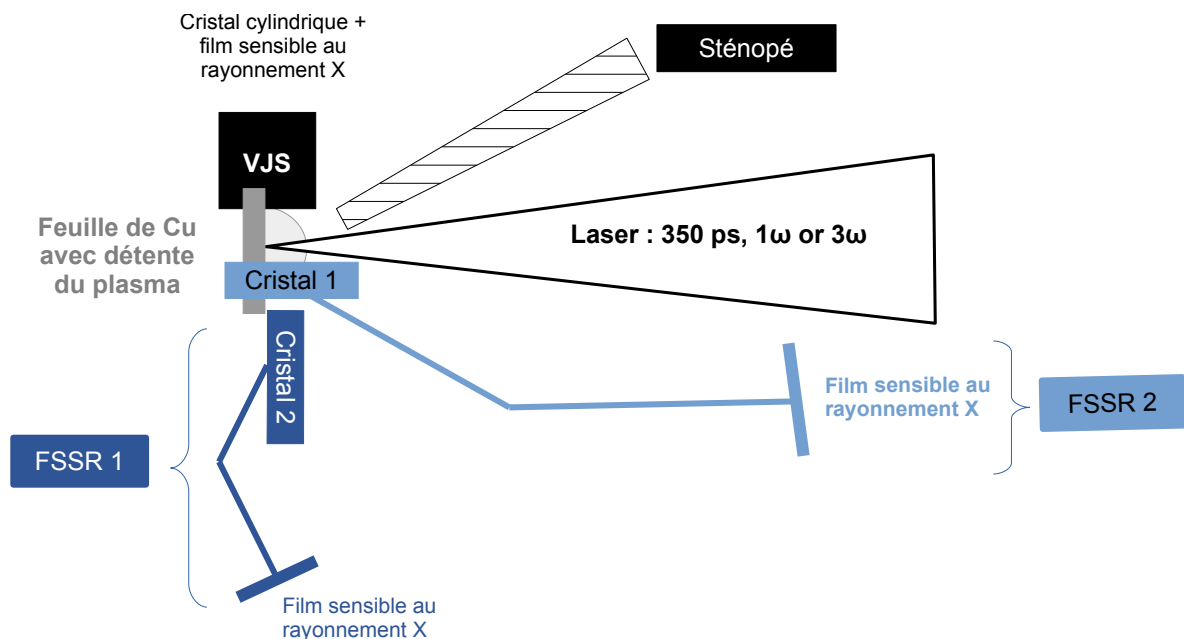 Cristal cylindrique +
film sensible au
rayonnement X
Sténopé
VJS
Feuille de Cu
avec détente
du plasma
Laser : 350 ps, 1ω or 3ω
Cristal 1
Cristal 2
Film sensible au
rayonnement X
FSSR 2
FSSR 1
Film sensible au
rayonnement X